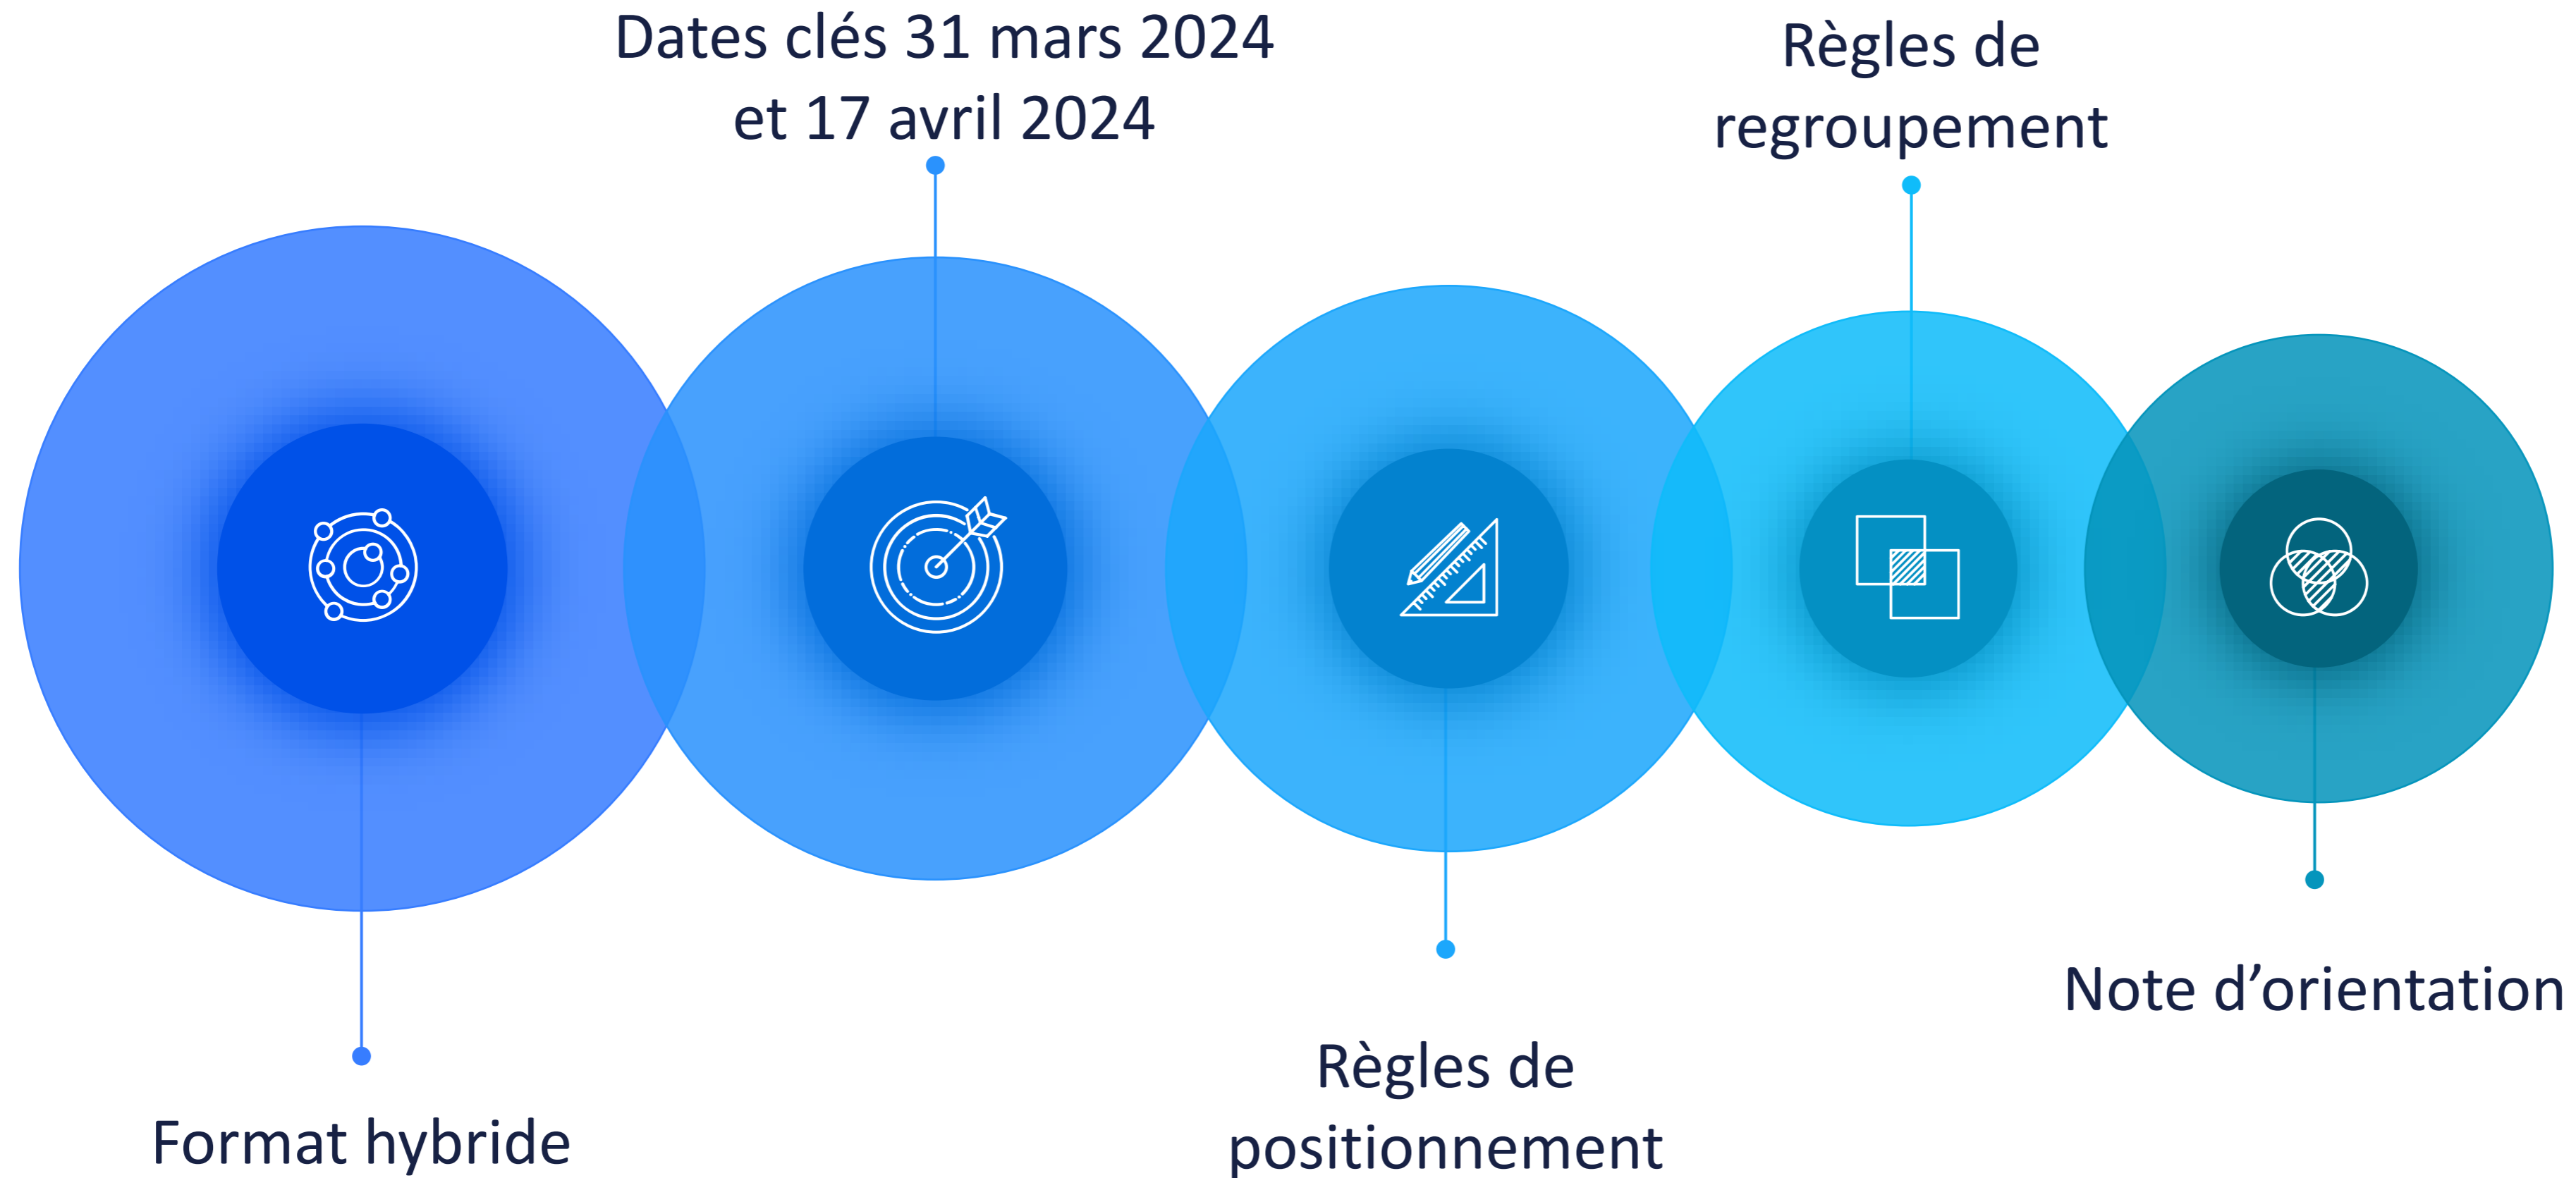 Dates clés 31 mars 2024
et 17 avril 2024
Règles de
regroupement
Format hybride
Règles de
positionnement
Note d’orientation